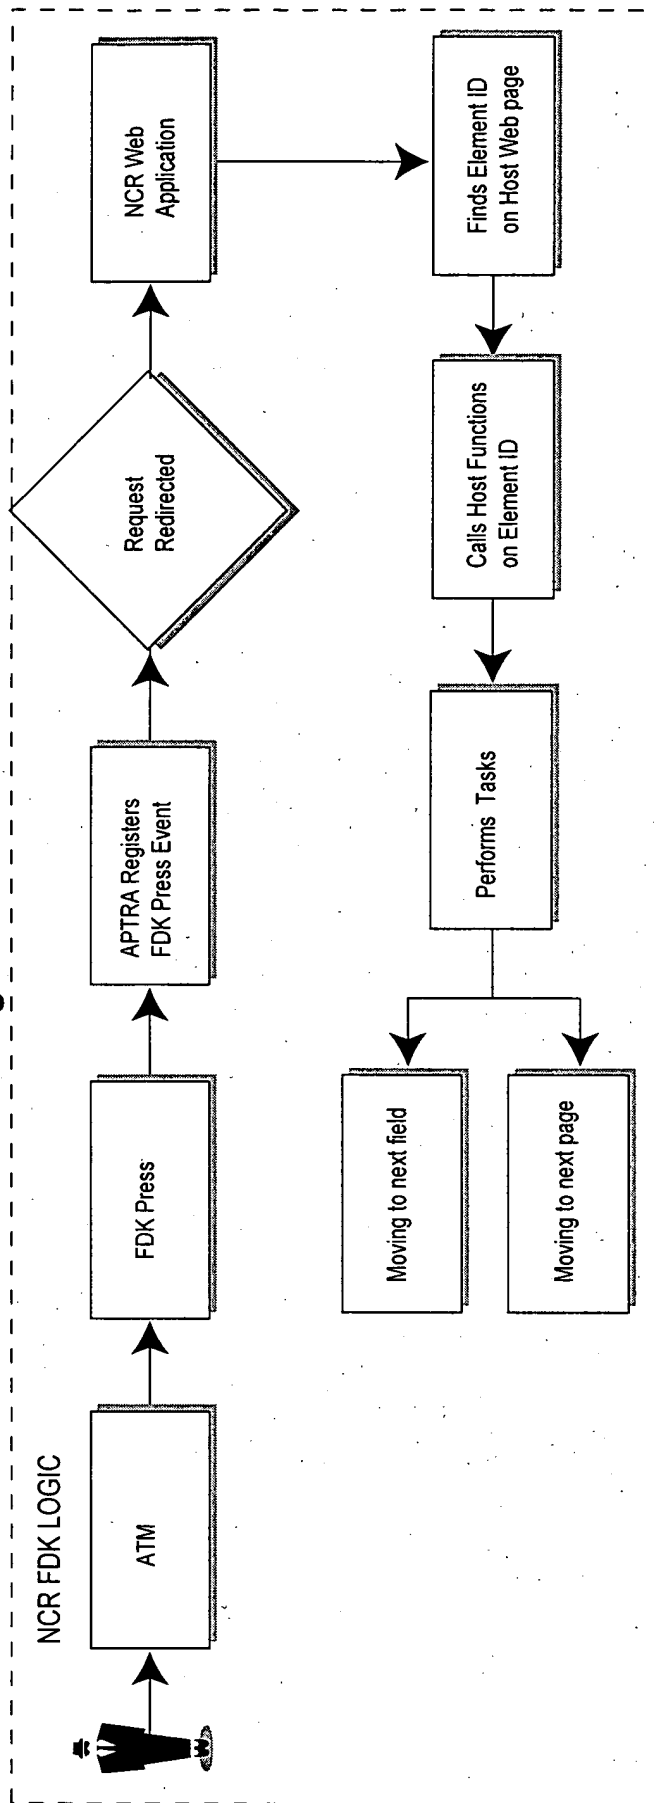 NCR FDK LOGIC
ATM
FDK Press
APTRA Registers
FDK Press Event
Request
Redirected
NCR Web
Application
Finds Element ID
on Host Web page
Calls Host Functions
on Element ID
Performs Tasks
Moving to next field
Moving to next page